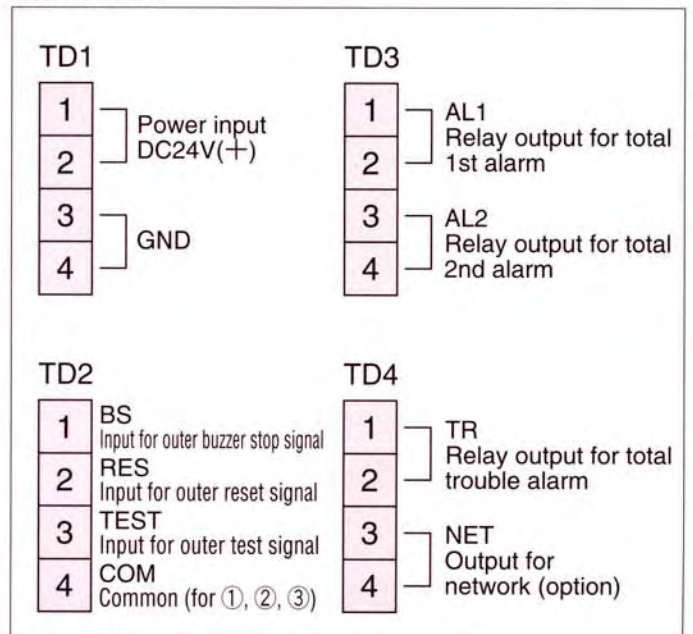 TD1
1
2
Power input
DC24V(+)
3
4
GND
TD3
1
2
AL1
Relay output for total
1st alarm
3
4
AL2
Relay output for total
2nd alarm
TD2
1
BS
Input for outer buzzer stop signal
2
RES
Input for outer reset signal
3
TEST
Input for outer test signal
4
COM
Common (for ①, ②, ③)
TD4
1
2
TR
Relay output for total
trouble alarm
3
4
NET
Output for
network (option)